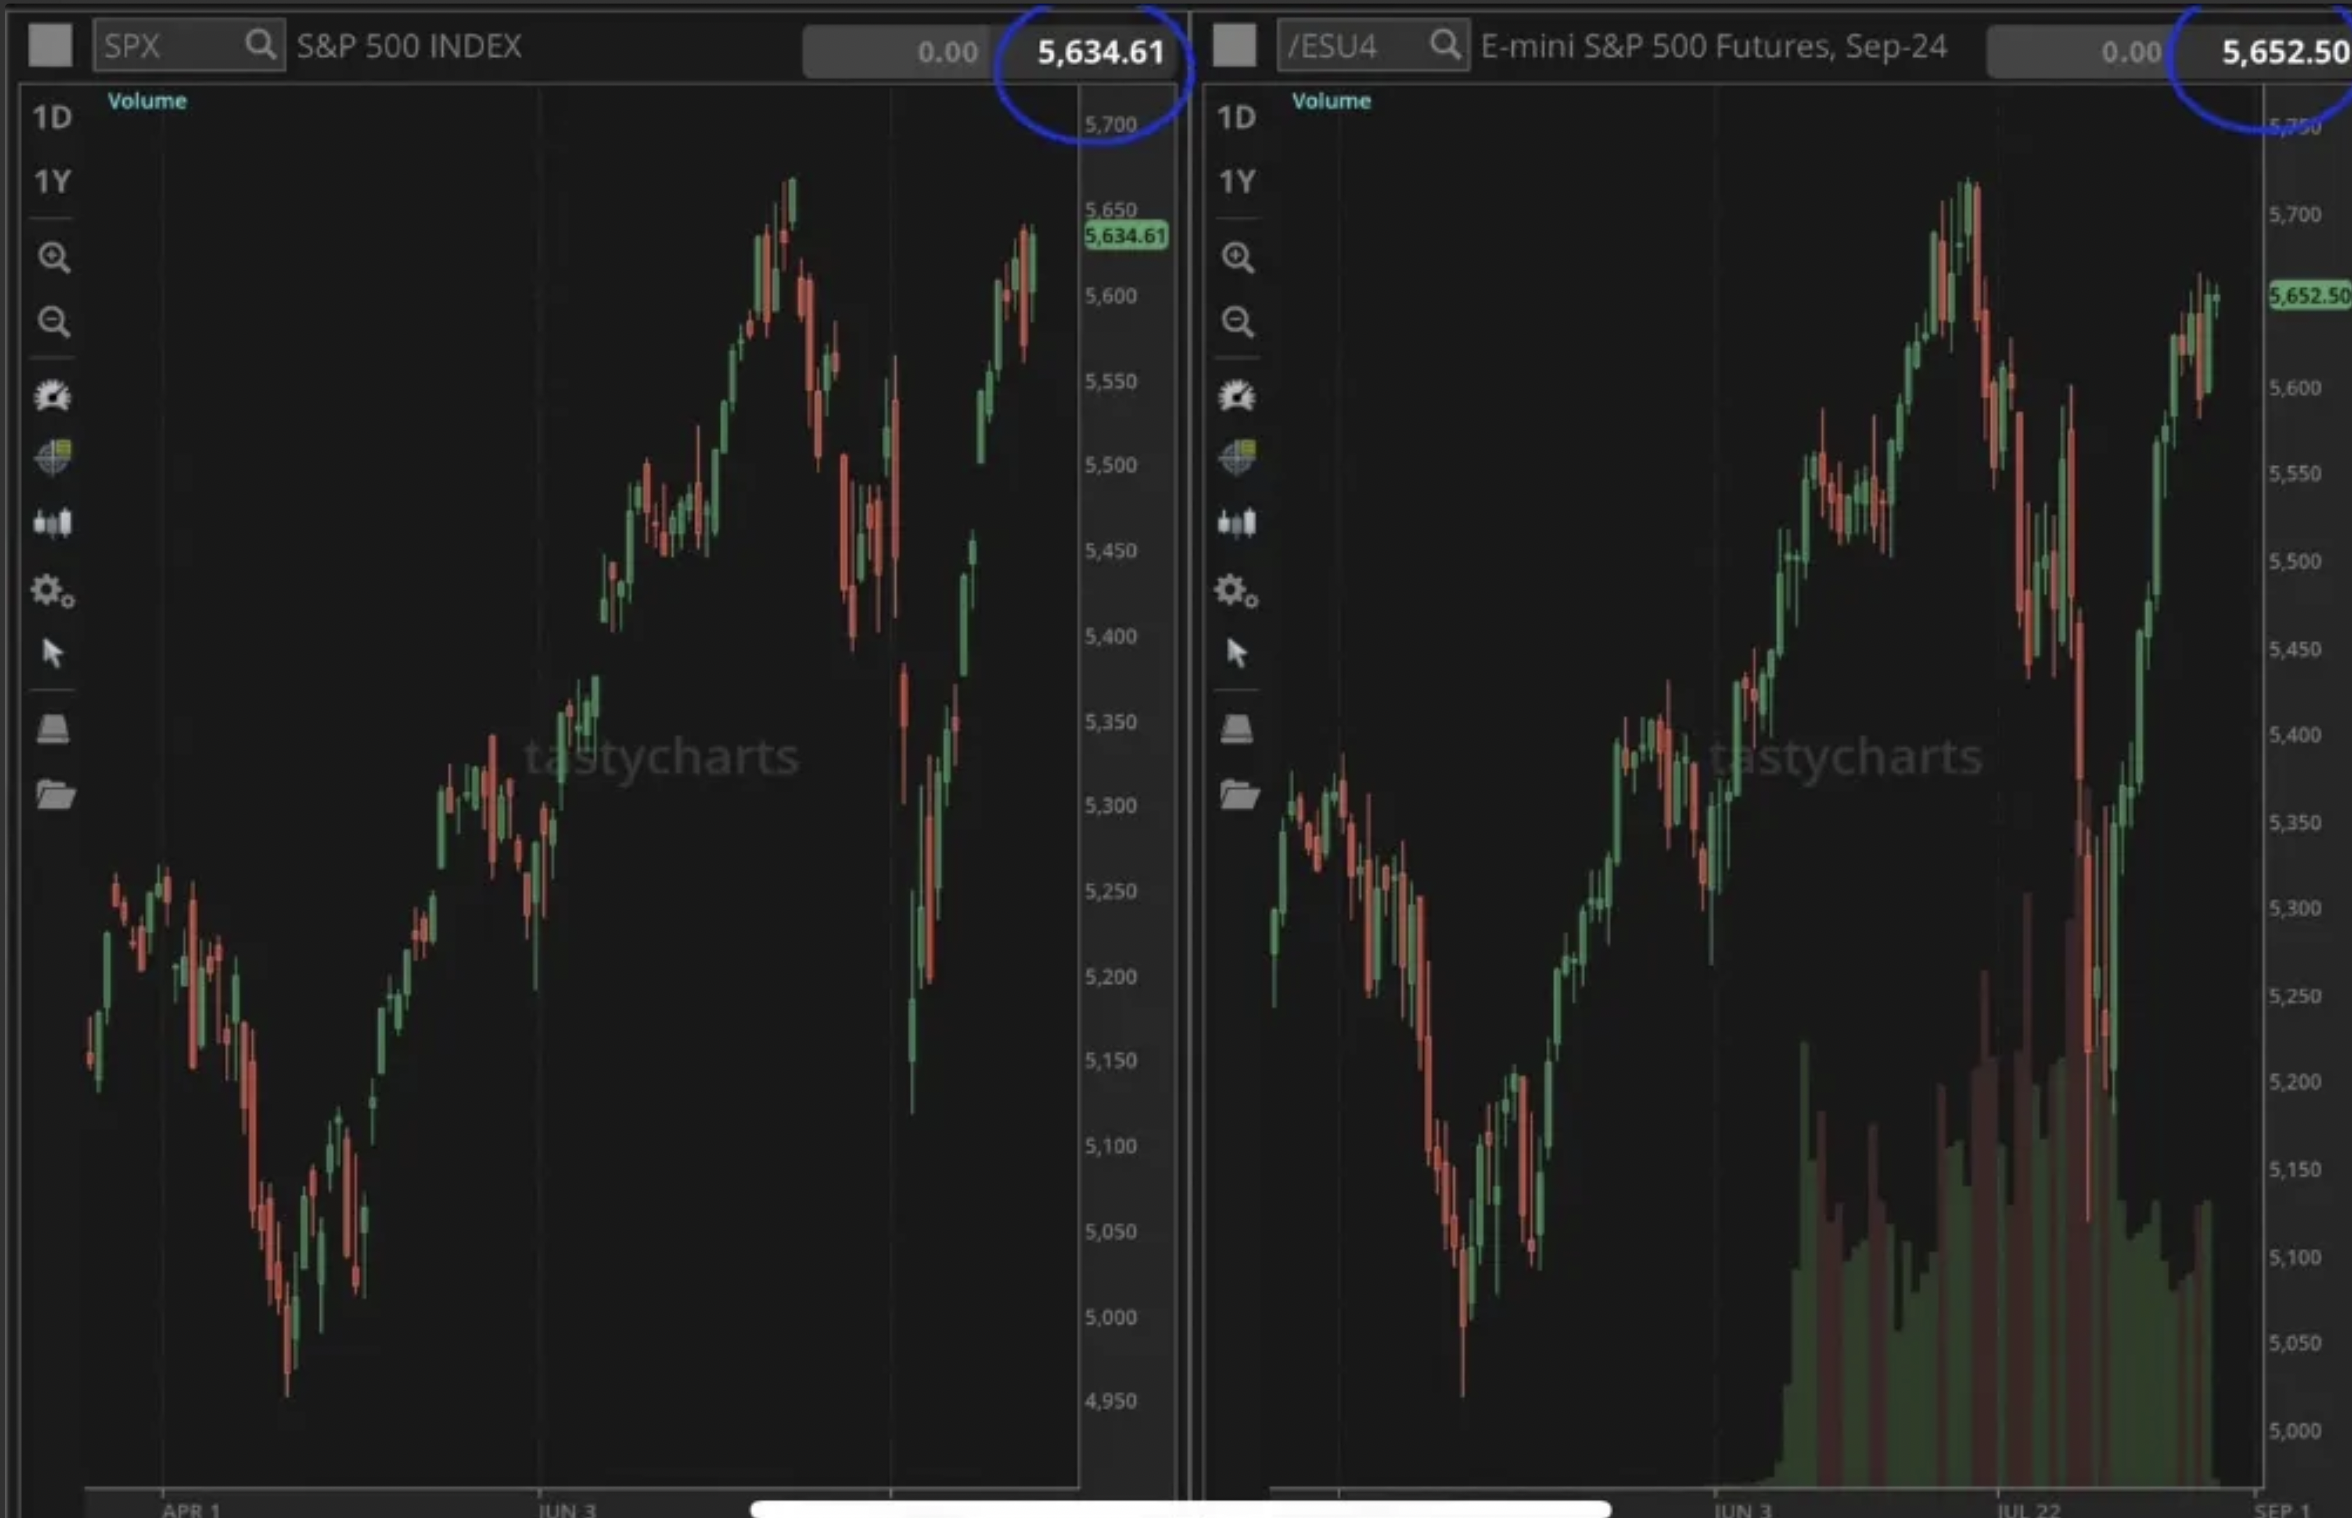 SPX
S&P 500 INDEX
0.00
5,634.61
Volume
1D
1Y
5,700
5,650
5,634.61
5,600
5,550
5,500
5,450
5,400
5,350
5,300
5,250
5,200
5,150
5,100
5,050
5,000
4,950
tastycharts
APR 1
JUN 3
/ESU4
E-mini S&P 500 Futures, Sep-24
0.00
5,652.50
Volume
1D
1Y
5,750
5,700
5,652.50
5,600
5,550
5,500
5,450
5,400
5,350
5,300
5,250
5,200
5,150
5,100
5,050
5,000
tastycharts
JUN 3
JUL 22
SEP 1